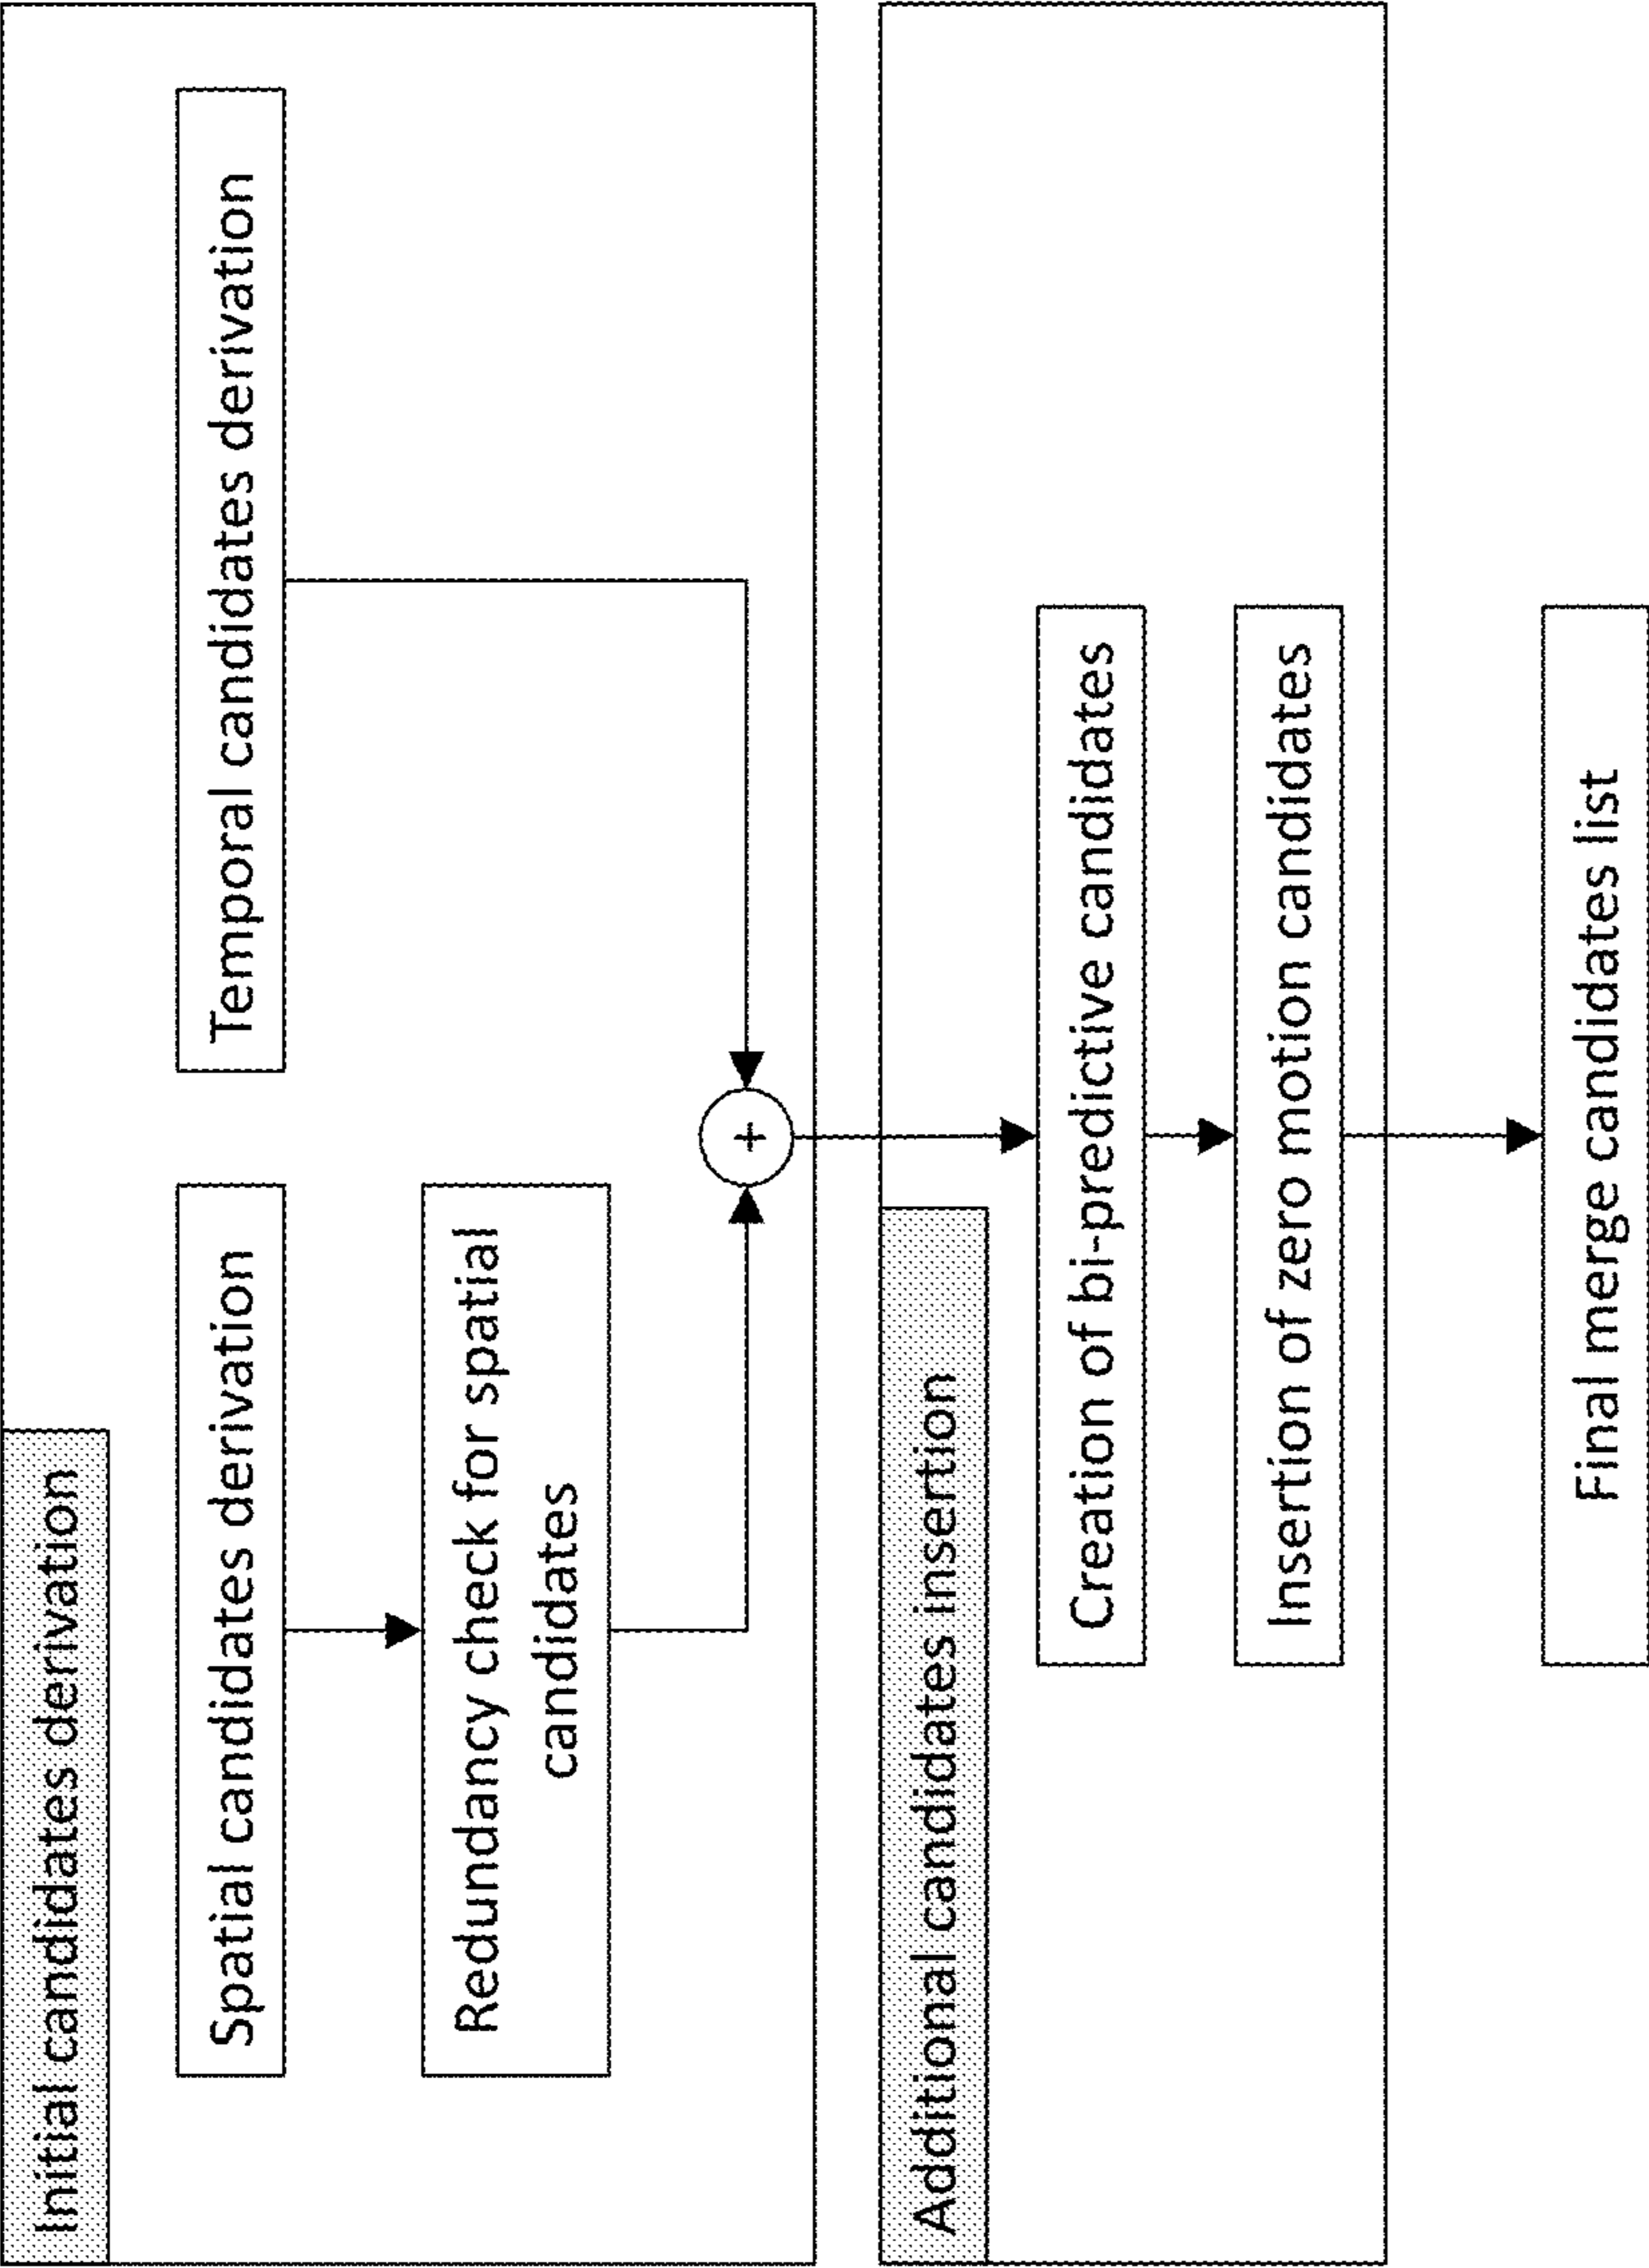 Initial candidates derivation
Spatial candidates derivation
Temporal candidates derivation
Redundancy check for spatial
candidates
+
Additional candidates insertion
Creation of bi-predictive candidates
Insertion of zero motion candidates
Final merge candidates list